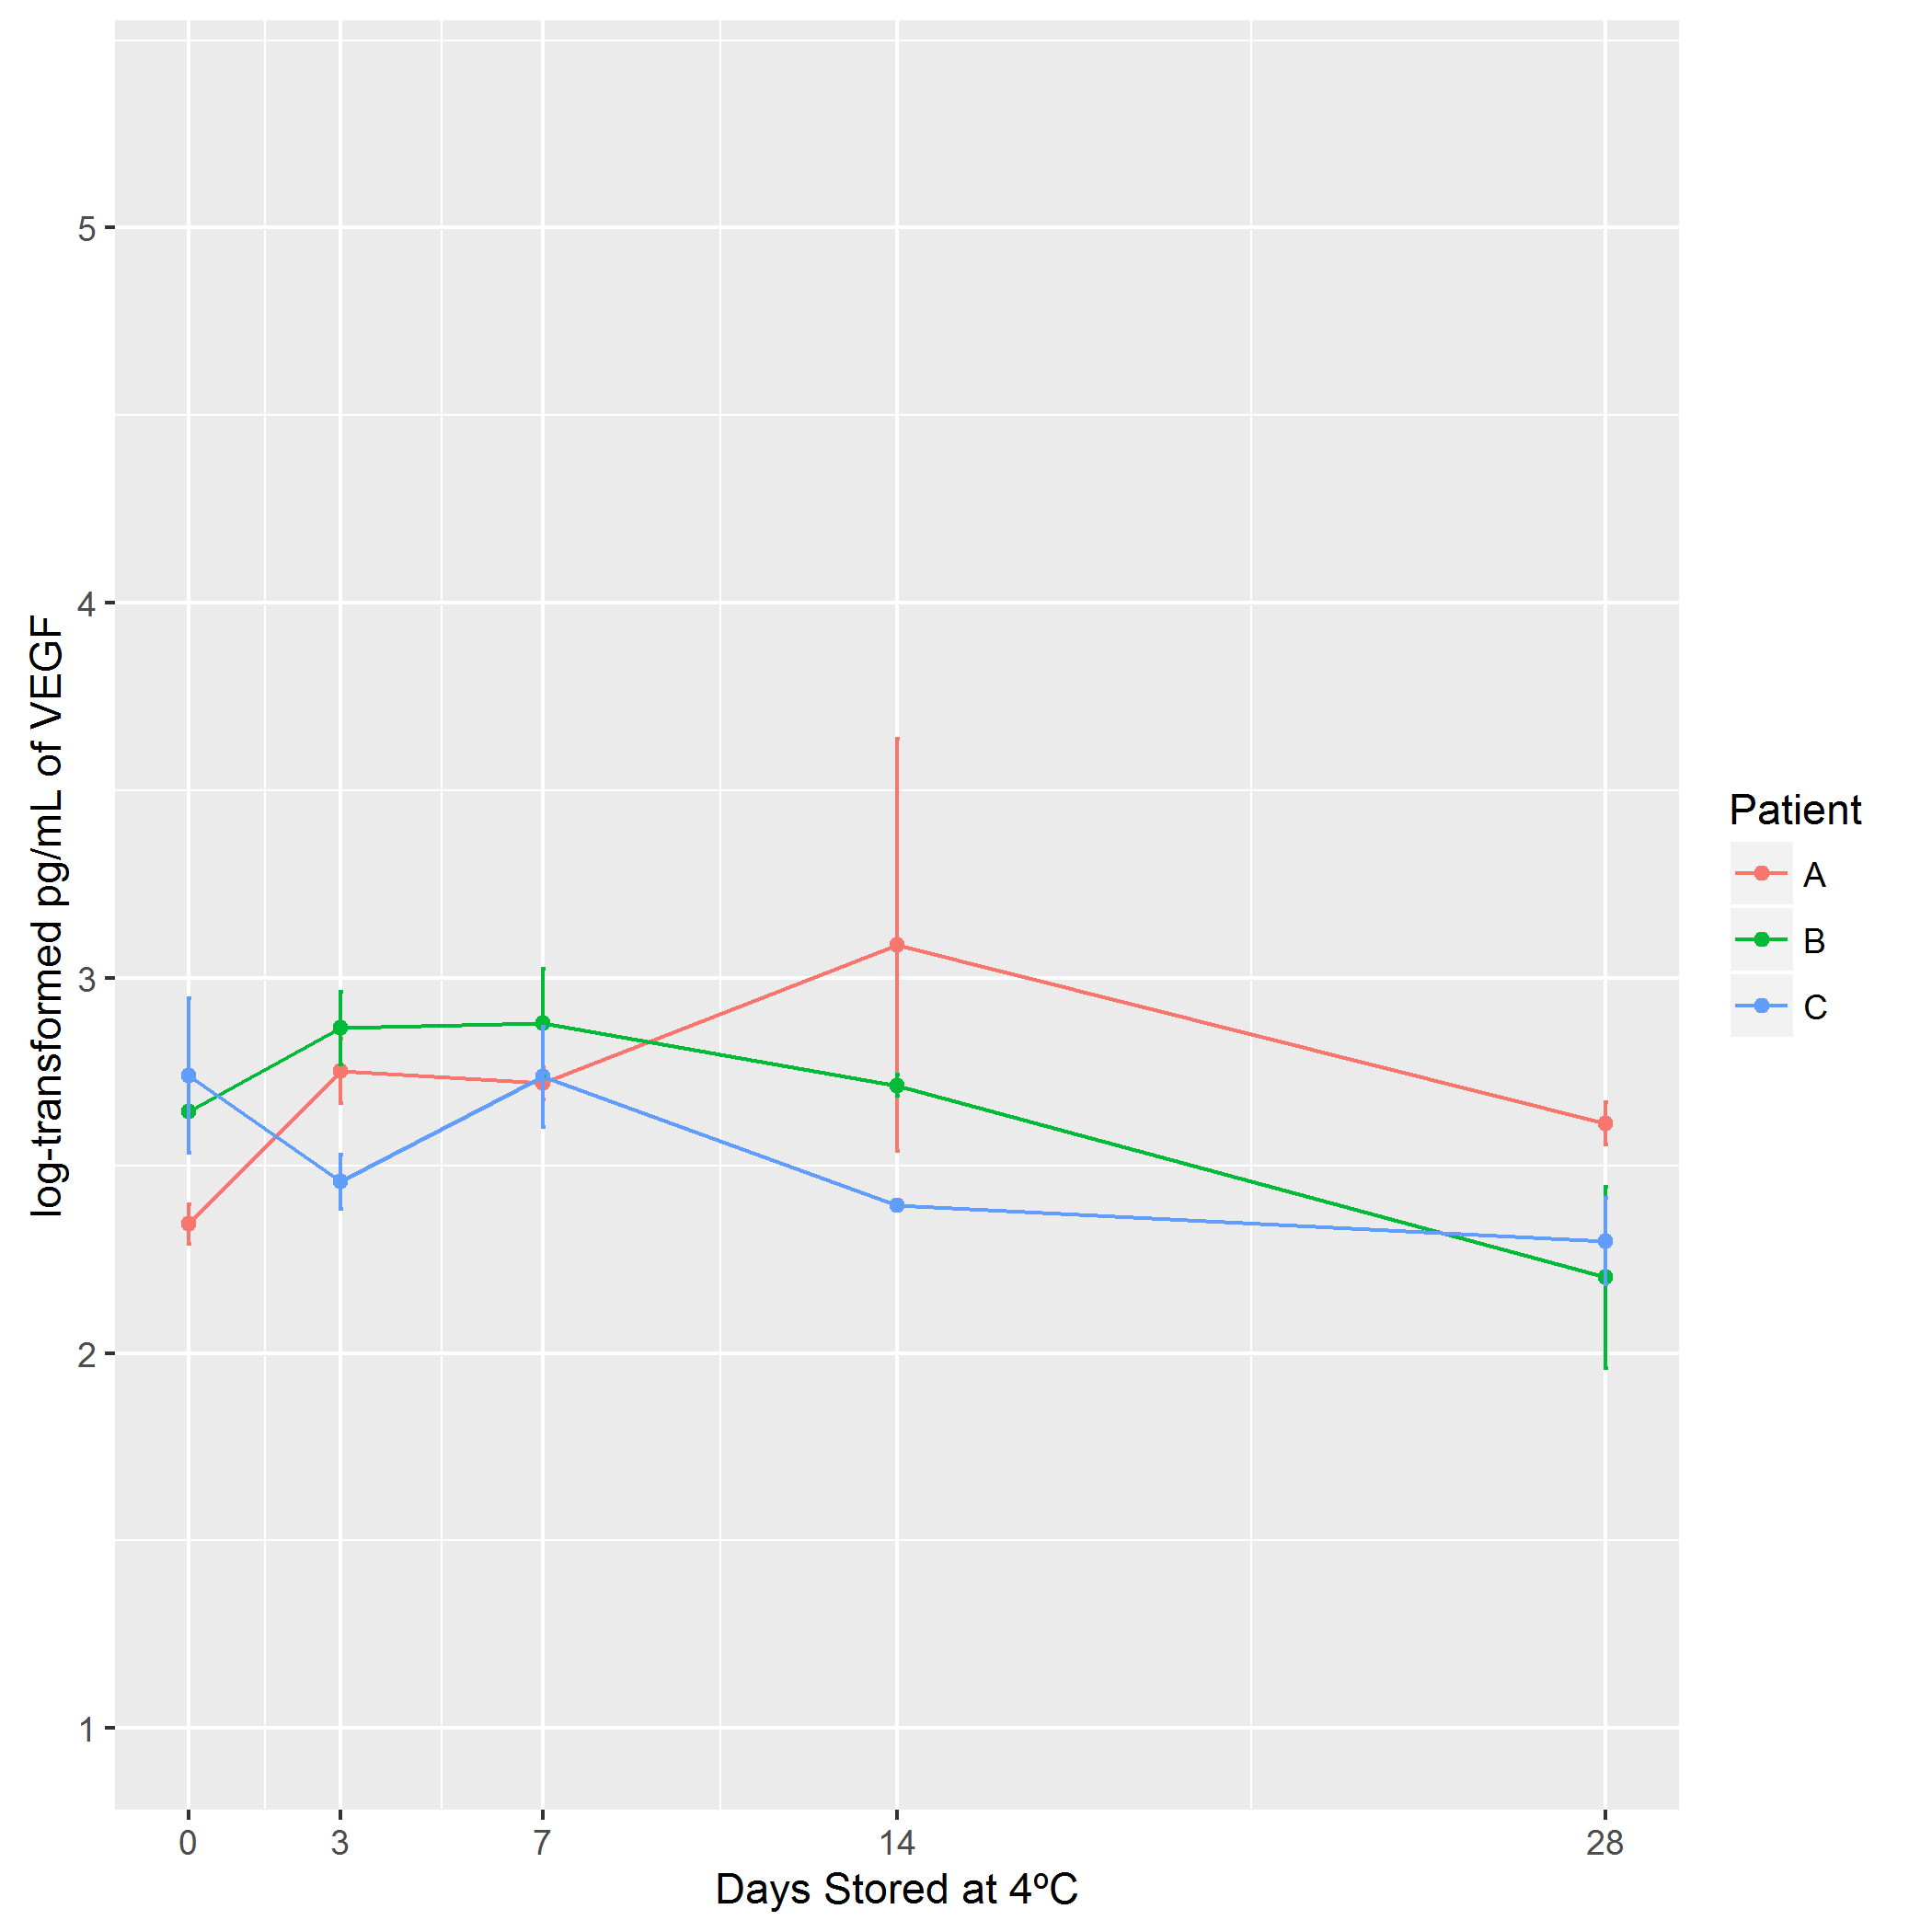 5
4
3
2
1
log-transformed pg/mL of VEGF
0 3 7 14 28
Days Stored at 4ºC
Patient
A
B
C